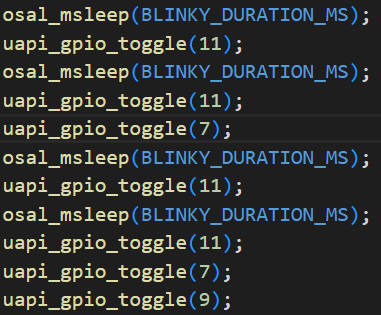 osal_msleep(BLINKY_DURATION_MS);
uapi_gpio_toggle(11);
osal_msleep(BLINKY_DURATION_MS);
uapi_gpio_toggle(11);
uapi_gpio_toggle(7);
osal_msleep(BLINKY_DURATION_MS);
uapi_gpio_toggle(11);
osal_msleep(BLINKY_DURATION_MS);
uapi_gpio_toggle(11);
uapi_gpio_toggle(7);
uapi_gpio_toggle(9);